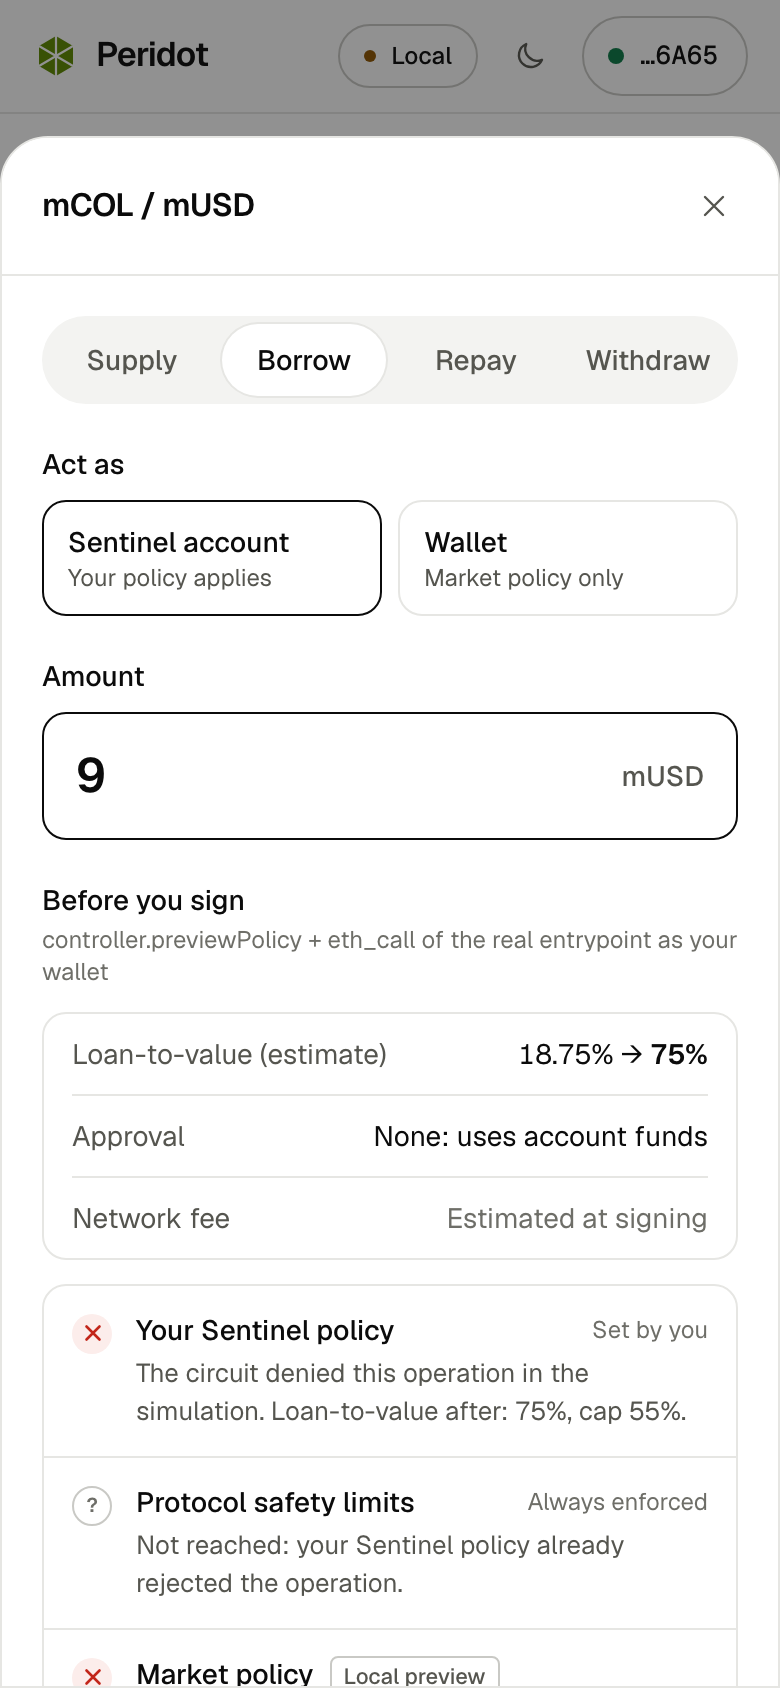 Peridot
Local
...6A65
mCOL / mUSD
Supply
Borrow
Repay
Withdraw
Act as
Sentinel account
Your policy applies
Wallet
Market policy only
Amount
9
mUSD
Before you sign
controller.previewPolicy + eth_call of the real entrypoint as your
wallet
Loan-to-value (estimate)
18.75% → 75%
Approval
None: uses account funds
Network fee
Estimated at signing
Your Sentinel policy
Set by you
The circuit denied this operation in the
simulation. Loan-to-value after: 75%, cap 55%.
?
Protocol safety limits
Always enforced
Not reached: your Sentinel policy already
rejected the operation.
Market policy
Local preview